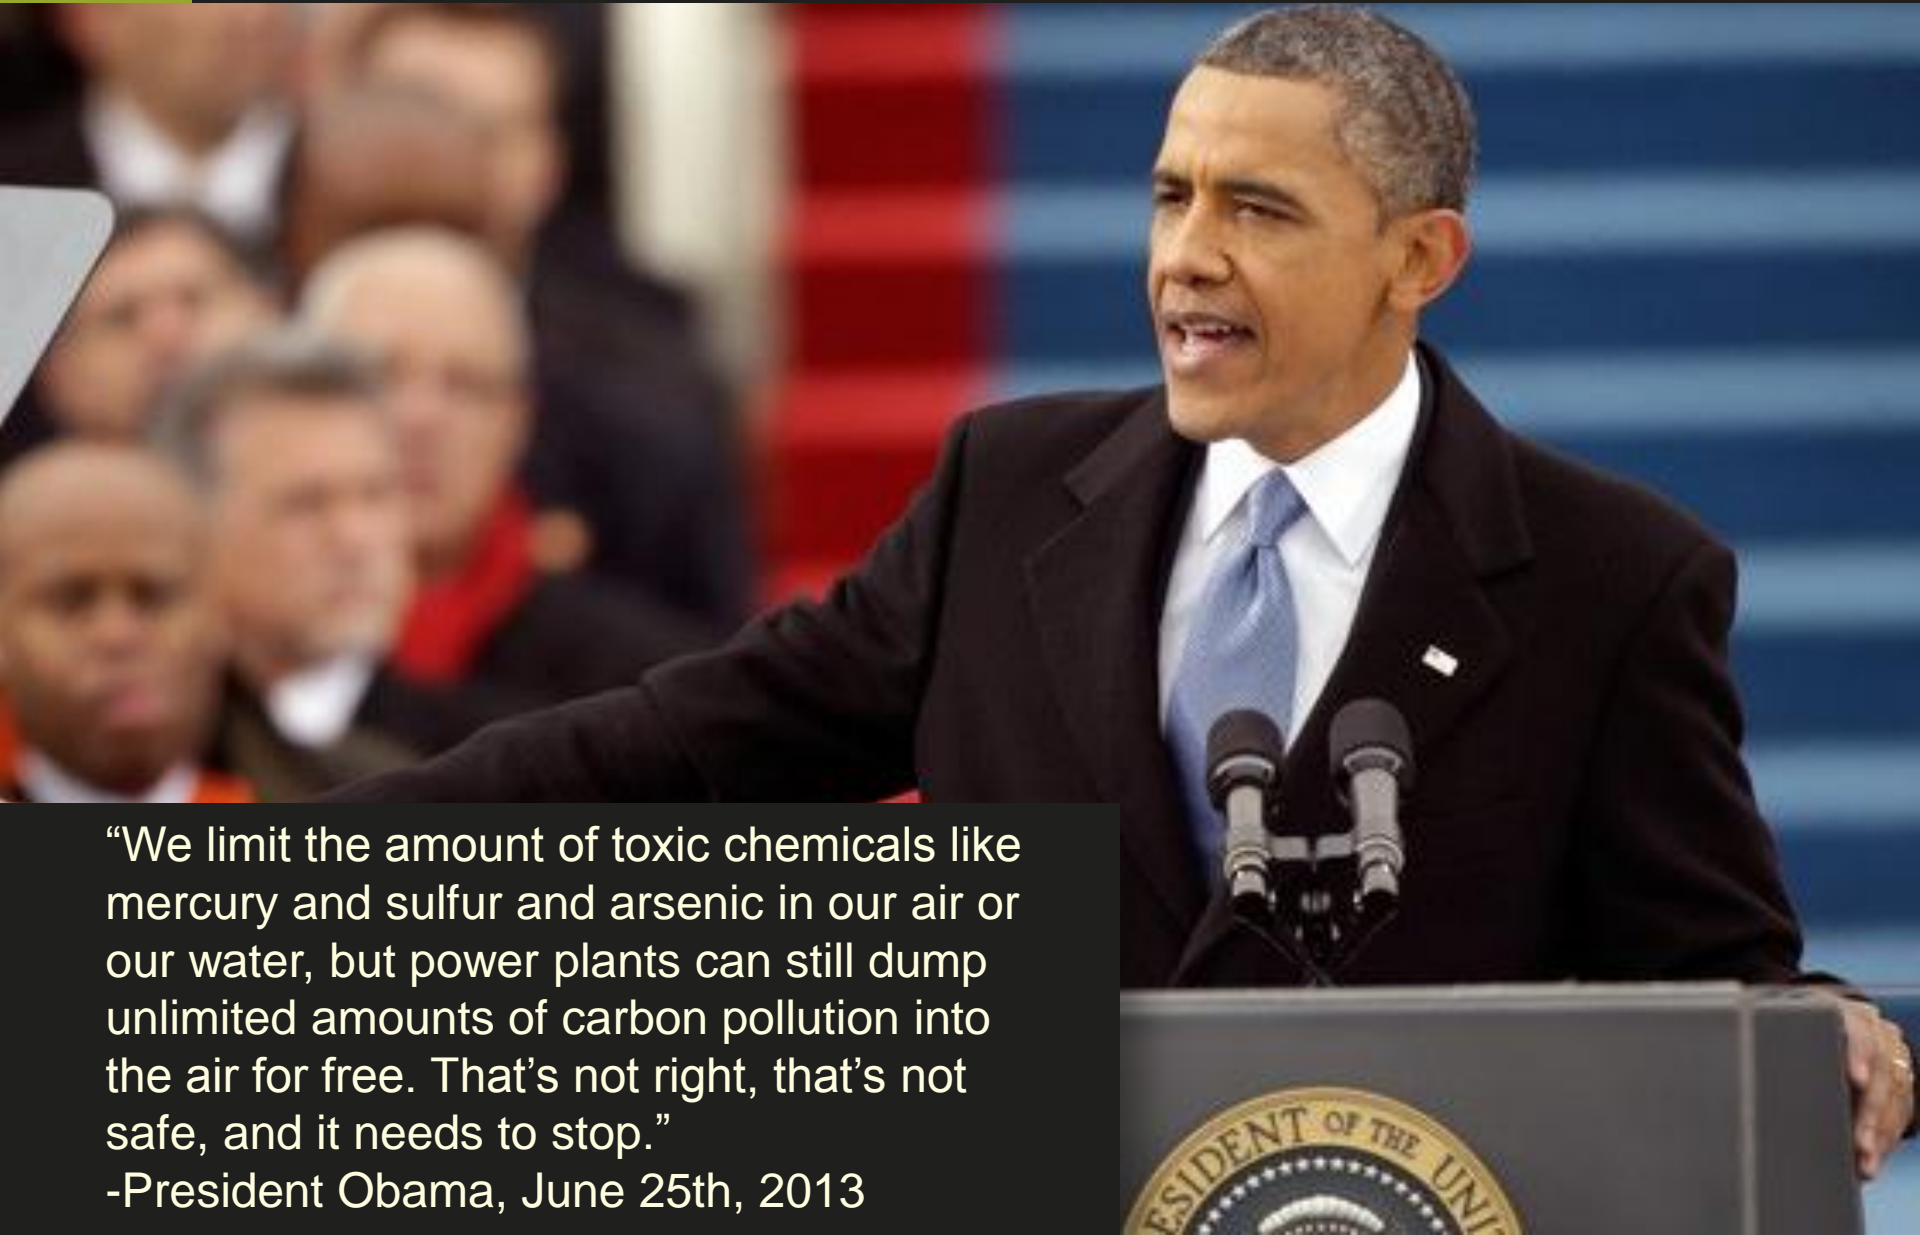 “We limit the amount of toxic chemicals like
mercury and sulfur and arsenic in our air or
our water, but power plants can still dump
unlimited amounts of carbon pollution into
the air for free. That’s not right, that’s not
safe, and it needs to stop.”
-President Obama, June 25th, 2013
ESIDENT OF THE UNI